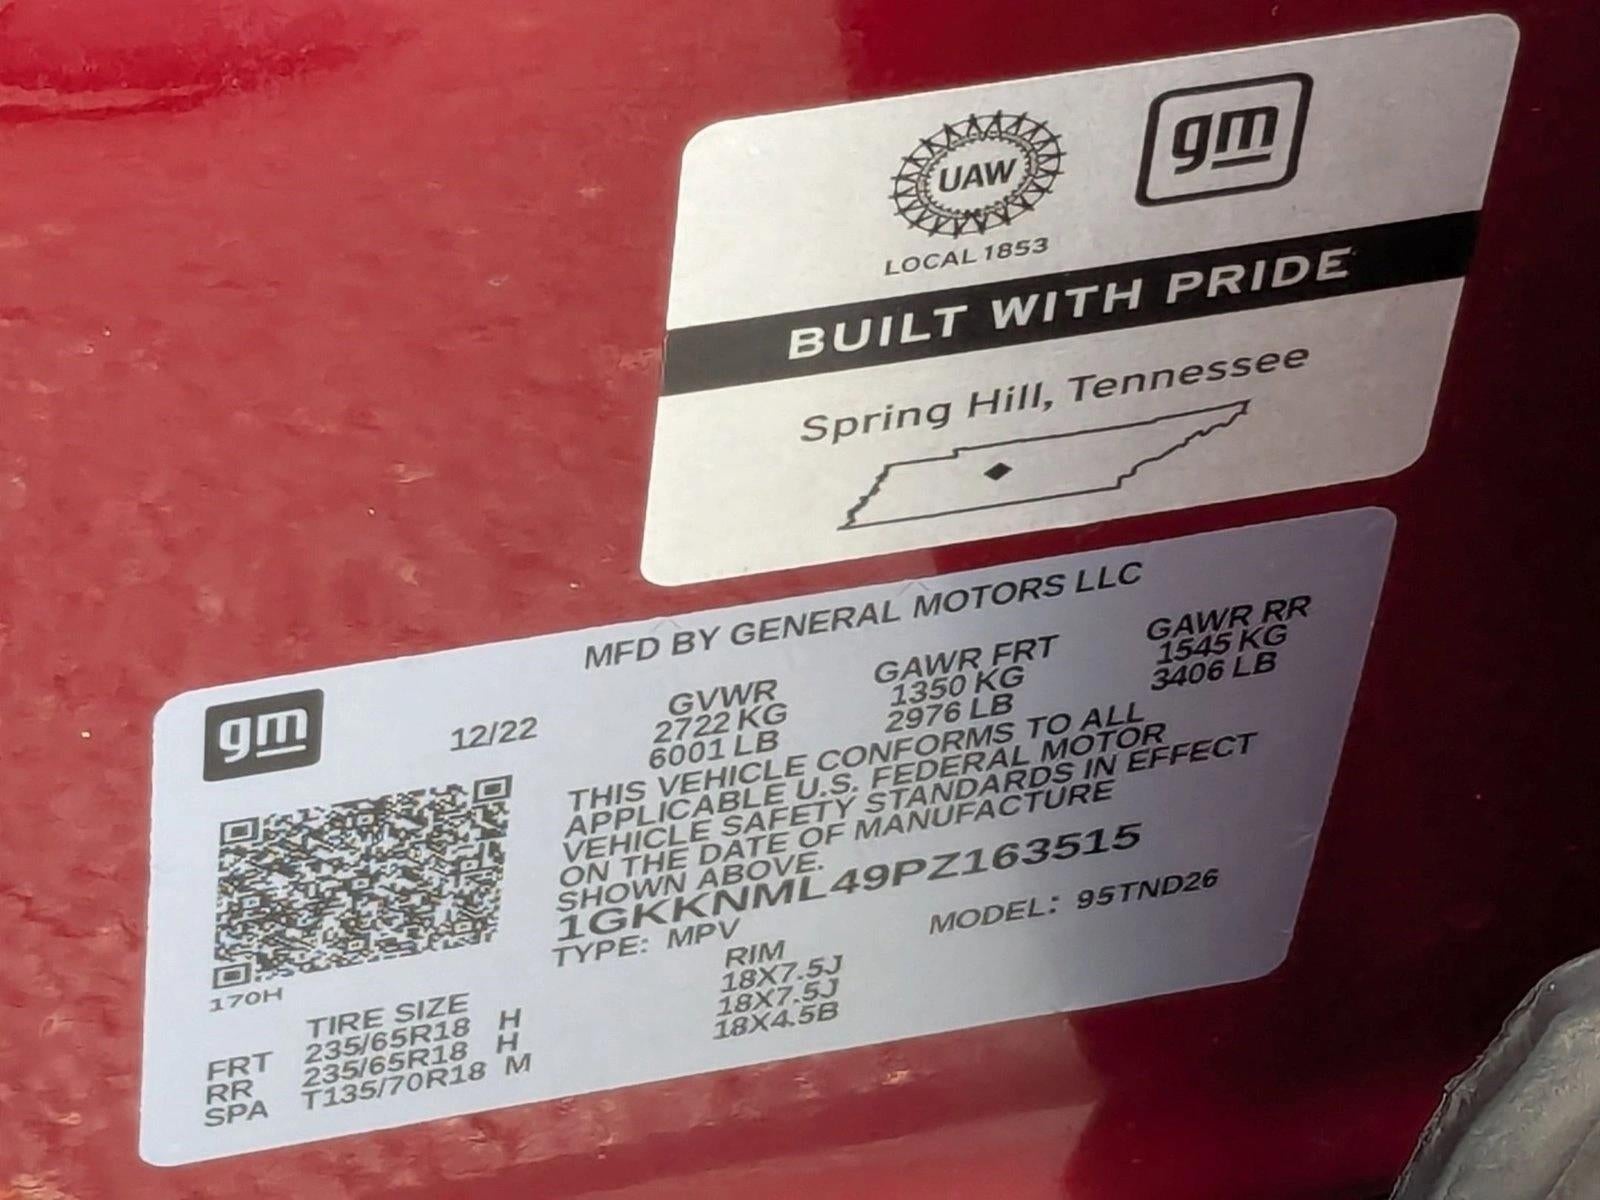 UAW
gm
LOCAL 1853
BUILT WITH PRIDE
Spring Hill, Tennessee
MFD BY GENERAL MOTORS LLC
gm
12/22
GVWR
2722 KG
6001 LB
GAWR FRT
1350 KG
2976 LB
GAWR RR
1545 KG
3406 LB
THIS VEHICLE CONFORMS TO ALL
APPLICABLE U.S. FEDERAL MOTOR
VEHICLE SAFETY STANDARDS IN EFFECT
ON THE DATE OF MANUFACTURE
SHOWN ABOVE.
1GKKNML49PZ163515
TYPE: MPV
MODEL: 95TND26
170H
TIRE SIZE RIM
FRT 235/65R18 H 18X7.5J
RR 235/65R18 H 18X7.5J
SPA T135/70R18 M 18X4.5B